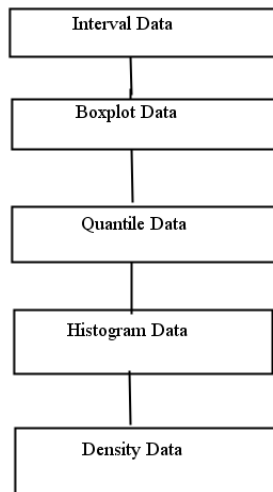 Interval Data
Boxplot Data
Quantile Data
Histogram Data
Density Data